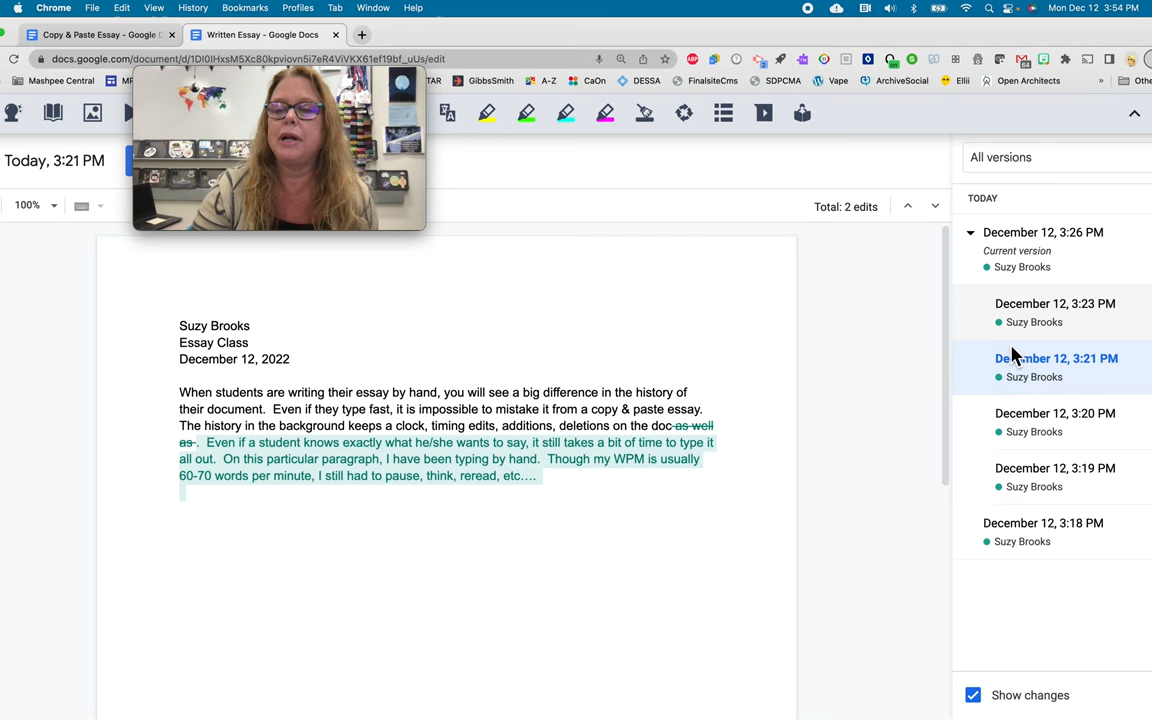 Chrome File Edit View History Bookmarks Profiles Tab Window Help Mon Dec 12 3:54 PM
Copy & Paste Essay - Google D Written Essay - Google Docs
docs.google.com/document/d/1DI0IHxsM5Xc80kpviovn5i7eR4ViVKX61ef19bf_uUs/edit
Mashpee Central MR TAR GibbsSmith A-Z CaOn DESSA FinalsiteCms SDPCMA Vape ArchiveSocial Ellii Open Architects » Othe
Today, 3:21 PM
All versions
100%
Total: 2 edits
TODAY
December 12, 3:26 PM
Current version
Suzy Brooks
December 12, 3:23 PM
Suzy Brooks
December 12, 3:21 PM
Suzy Brooks
December 12, 3:20 PM
Suzy Brooks
December 12, 3:19 PM
Suzy Brooks
December 12, 3:18 PM
Suzy Brooks
Show changes
Suzy Brooks
Essay Class
December 12, 2022
When students are writing their essay by hand, you will see a big difference in the history of
their document. Even if they type fast, it is impossible to mistake it from a copy & paste essay.
The history in the background keeps a clock, timing edits, additions, deletions on the doc as well
as . Even if a student knows exactly what he/she wants to say, it still takes a bit of time to type it
all out. On this particular paragraph, I have been typing by hand. Though my WPM is usually
60-70 words per minute, I still had to pause, think, reread, etc....